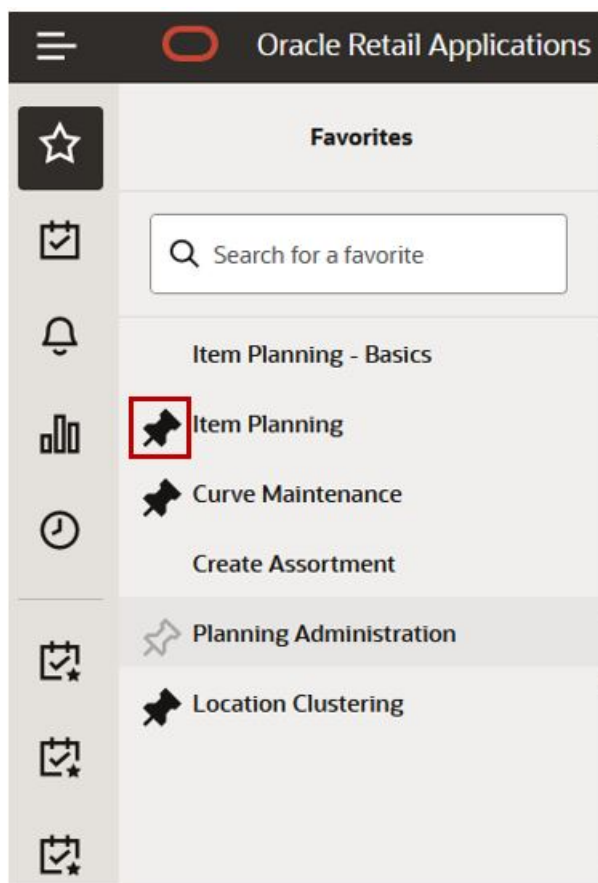 Oracle Retail Applications
Favorites
Search for a favorite
Item Planning - Basics
Item Planning
Curve Maintenance
Create Assortment
Planning Administration
Location Clustering